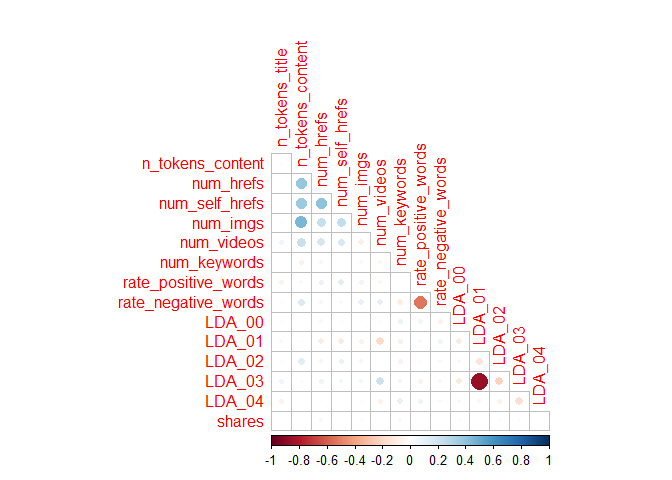 n_tokens_title
n_tokens_content
num_hrefs
num_self_hrefs
num_imgs
num_videos
num_keywords
rate_positive_words
rate_negative_words
LDA_00
LDA_01
LDA_02
LDA_03
LDA_04
n_tokens_content
num_hrefs
num_self_hrefs
num_imgs
num_videos
num_keywords
rate_positive_words
rate_negative_words
LDA_00
LDA_01
LDA_02
LDA_03
LDA_04
shares
-1 -0.8 -0.6 -0.4 -0.2 0 0.2 0.4 0.6 0.8 1